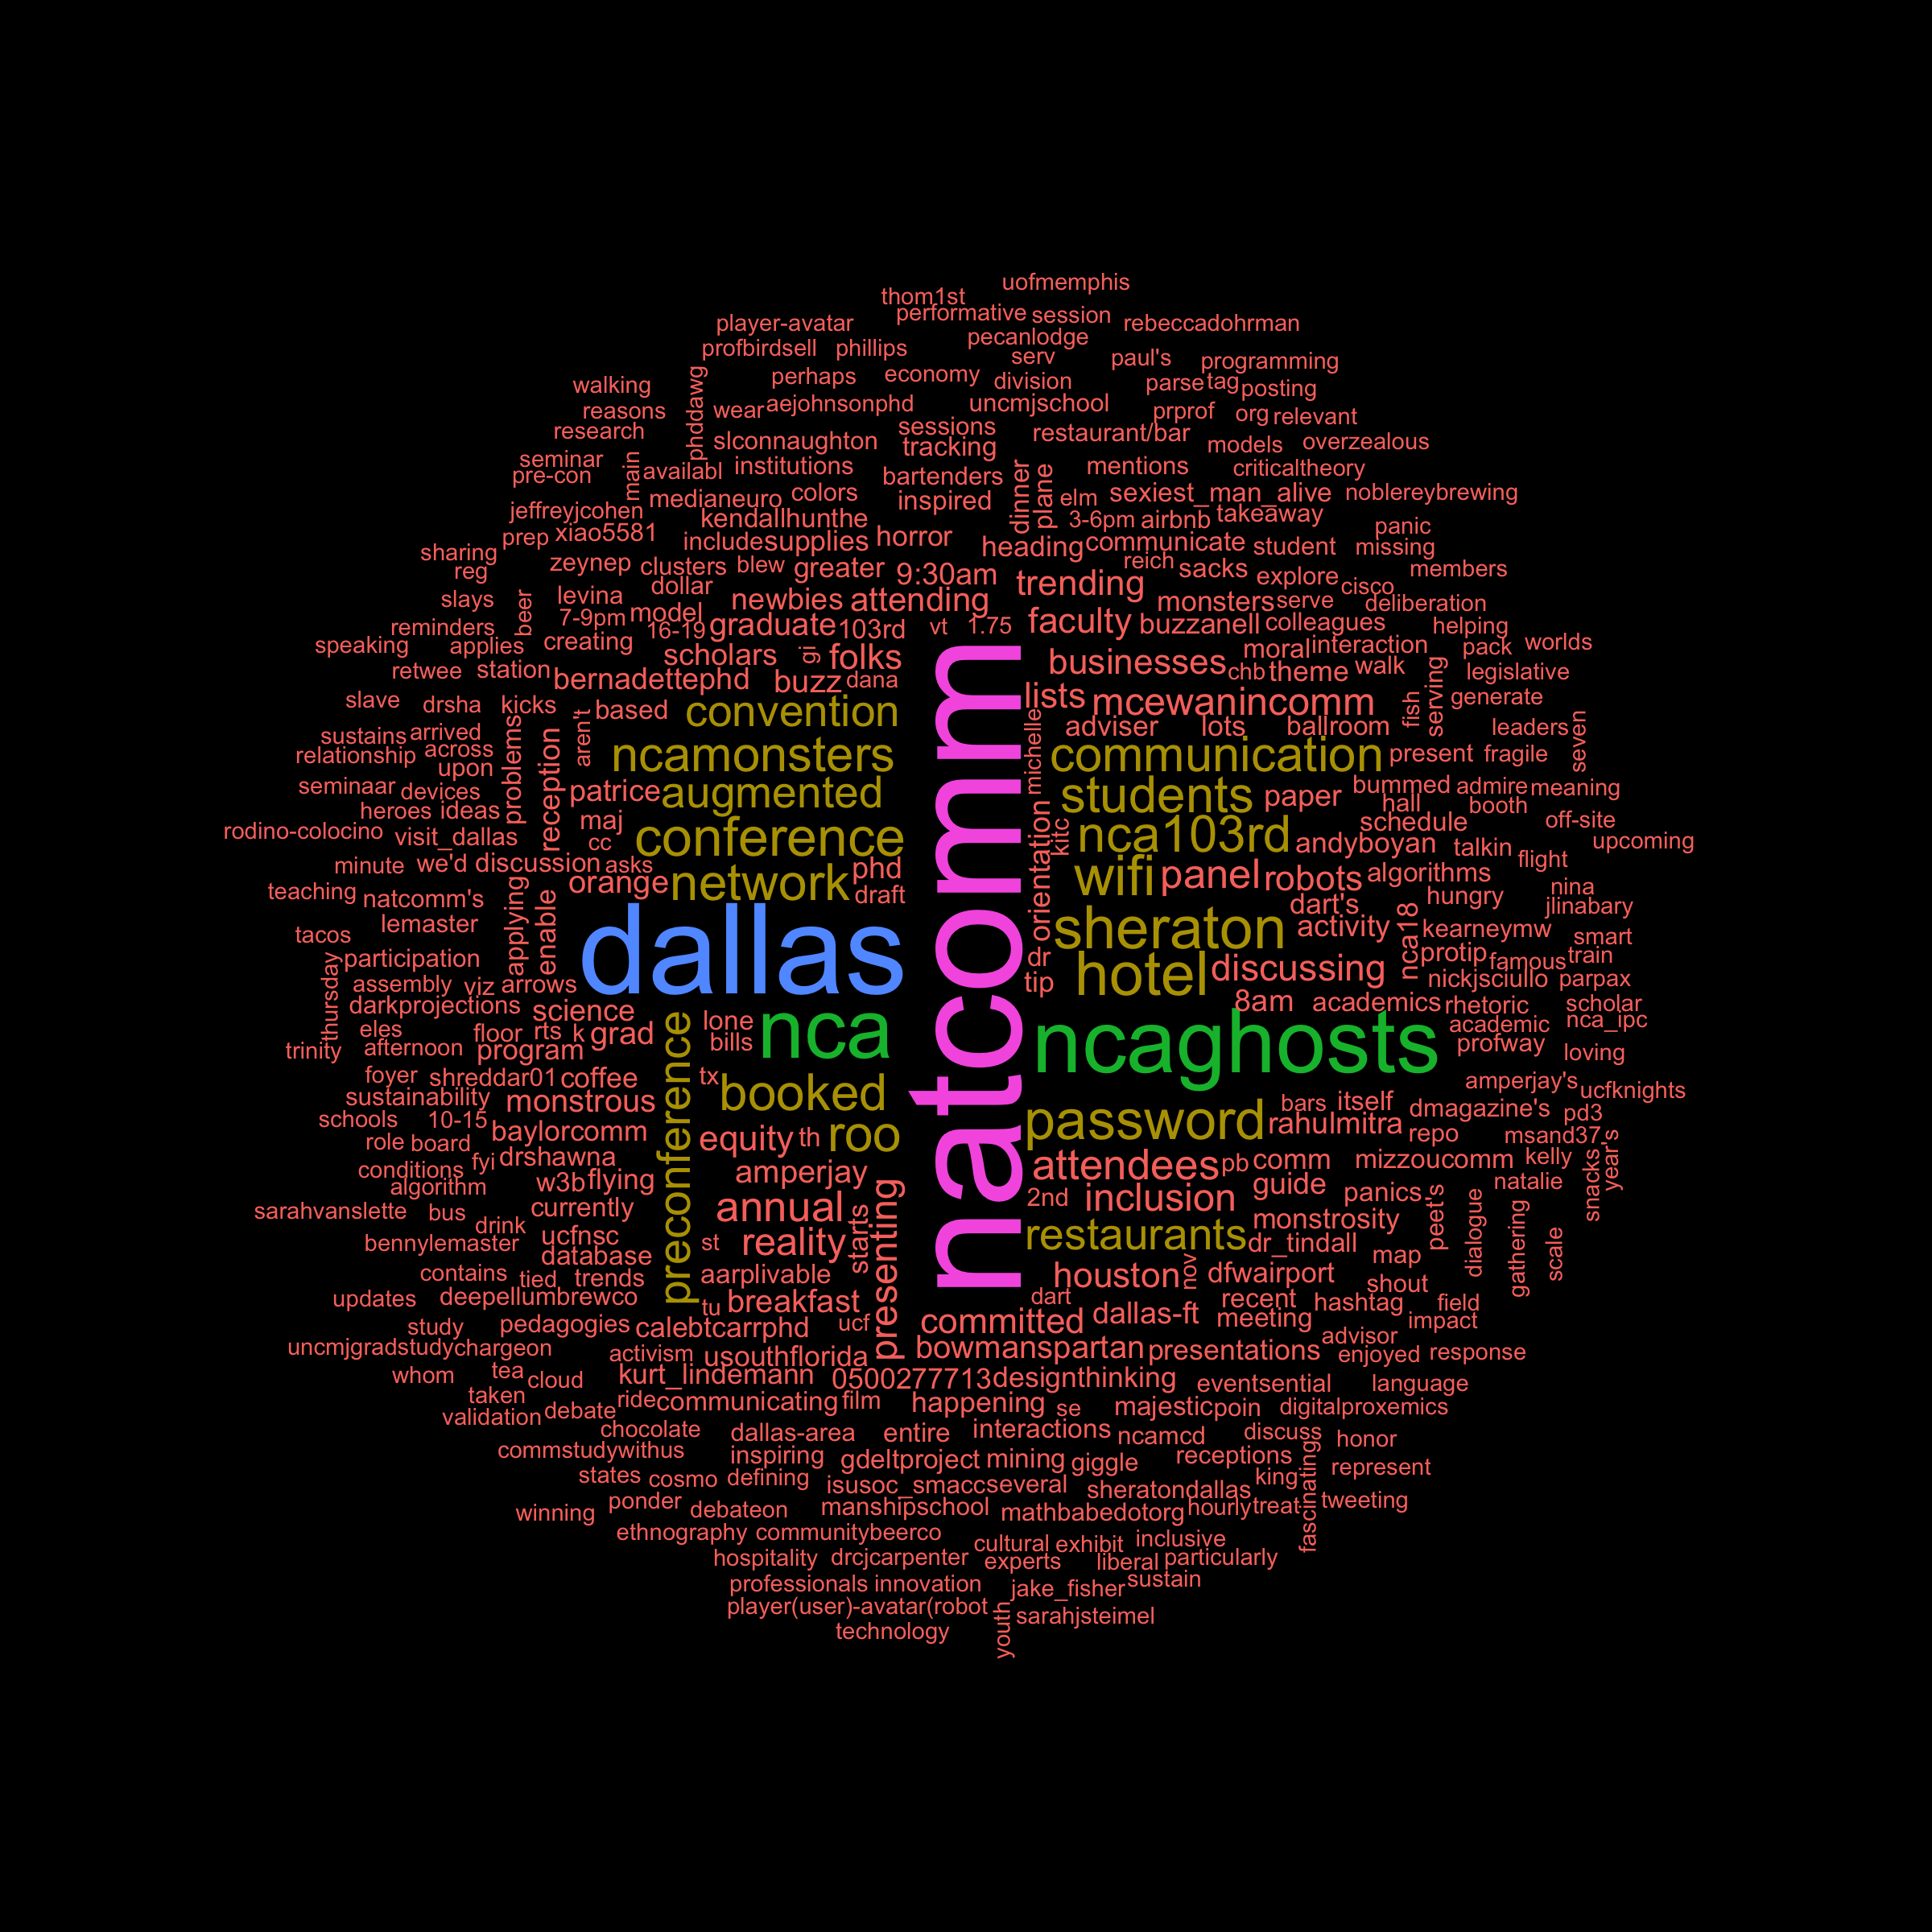 uofmemphis
thom1st
performative session
player-avatar rebeccadohrman
pecanlodge
profbirdsell phillips
serv paul's programming
perhaps economy division
walking parse tag posting
phddawg
reasons wear aejohnsonphd uncmjschool prprof org relevant
research sessions restaurant/bar
slconnaughton tracking models overzealous
seminar main availabl institutions mentions criticaltheory
pre-con bartenders dinner plane
medianeuro colors inspired elm sexiest_man_alive noblereybrewing
jeffreyjcohen kendallhunthe 3-6pm airbnb takeaway panic
prep xiao5581 includesupplies horror heading communicate student missing
sharing zeynep clusters blew greater 9:30am reich sacks explore members
reg dollar trending cisco
slays beer levina newbies attending monsters serve deliberation
7-9pm model
reminders 16-19 graduate 103rd vt 1.75 faculty buzzanell colleagues helping
speaking applies creating scholars gi folks moral interaction pack worlds
retwee station bernadettephd buzz dana businesses chb theme walk serving legislative
slave drsha kicks based convention lists mcewanincomm fish generate
sustains arrived aren't adviser lots ballroom leaders seven
relationship across problems reception ncamonsters michelle communication present fragile
upon
seminaar devices patrice augmented students paper bummed admire meaning
heroes ideas maj hall booth
rodino-colocino visit_dallas cc conference orientation kitc nca103rd schedule off-site
andyboyan talkin upcoming
minute we'd discussion asks phd wifi panel robots algorithms flight
teaching natcomm's applying enable orange network draft hungry nina
lemaster dart's jlinabary
tacos dallas natcomm sheraton activity nca18 kearneymw smart
thursday participation dr protip famous train
assembly viz arrows tip hotel discussing nickjsciullo parpax
darkprojections science preconference lone nca 8am academics rhetoric scholar
eles floor rts k grad bills ncaghosts academic nca_ipc
trinity afternoon program profway loving
foyer shreddar01 coffee tx amperjay's ucfknights
sustainability monstrous booked password bars itself dmagazine's pd3
schools 10-15 baylorcomm roo rahulmitra repo msand37
role board equity th
conditions fyi drshawna attendees pb comm mizzoucomm kelly snacks year's
algorithm w3b flying amperjay guide panics natalie
sarahvanslette bus currently annual 2nd inclusion peet's dialogue gathering scale
drink ucfnsc presenting restaurants monstrosity
bennylemaster database st reality starts dr_tindall map
contains tied trends aarplivable houston nov dfwairport shout
updates deepellumbrewco tu breakfast dart recent hashtag field
study pedagogies calebtcarrphd ucf committed dallas-ft meeting impact
uncmjgradstudy chargeon activism usouthflorida bowmanspartan presentations advisor enjoyed response
whom tea cloud kurt_lindemann 0500277713 designthinking eventsential language
taken ride communicating film happening se majesticpoin digitalproxemics
validation debate
chocolate dallas-area entire interactions ncamcd discuss honor
commstudywithus inspiring gdeltproject mining giggle receptions fascinating represent
states cosmo defining isusoc_smacc several sheratondallas king
winning ponder debateon manshipschool mathbabedotorg hourly treat tweeting
ethnography communitybeerco cultural exhibit inclusive
hospitality drcjcarpenter experts liberal particularly
professionals innovation jake_fisher sustain
player(user)-avatar(robot youth sarahjsteimel
technology